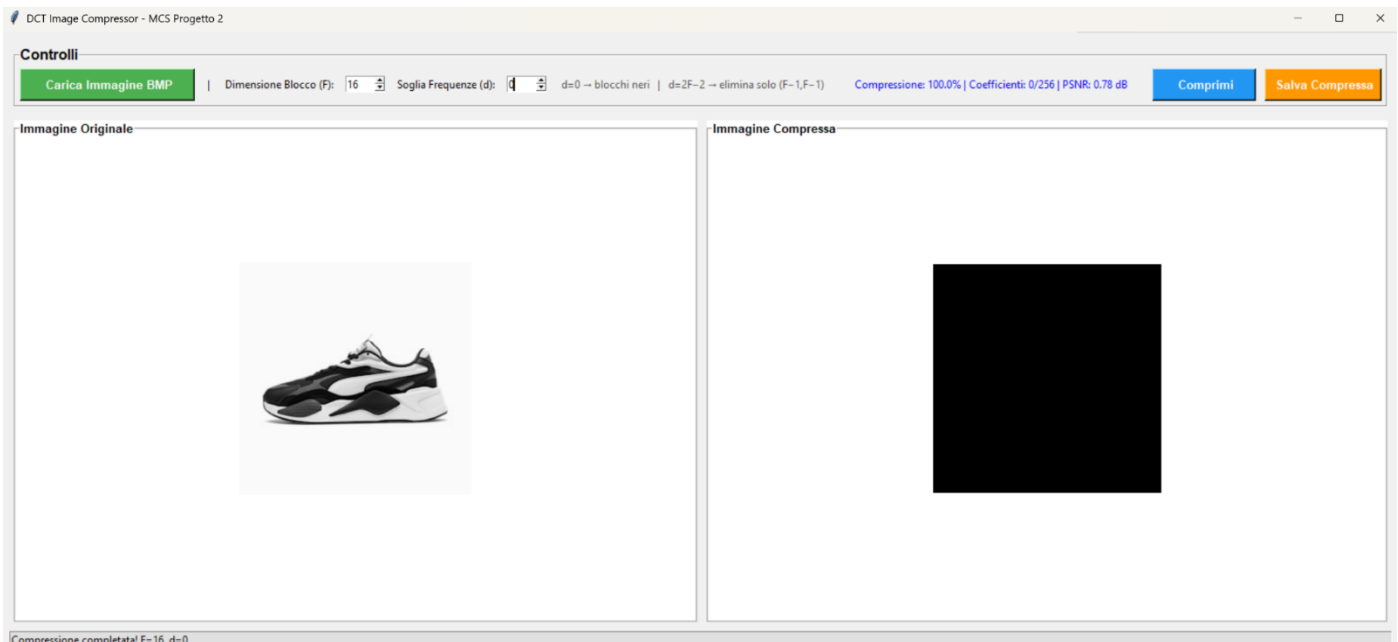 DCT Image Compressor - MCS Progetto 2
Controlli
Carica Immagine BMP | Dimensione Blocco (F): 16 Soglia Frequenze (d): 0 d=0 → blocchi neri | d=2F−2 → elimina solo (F−1,F−1) Compressione: 100.0% | Coefficienti: 0/256 | PSNR: 0.78 dB Comprimi Salva Compressa
Immagine Originale Immagine Compressa
Compressione completata! F=16, d=0